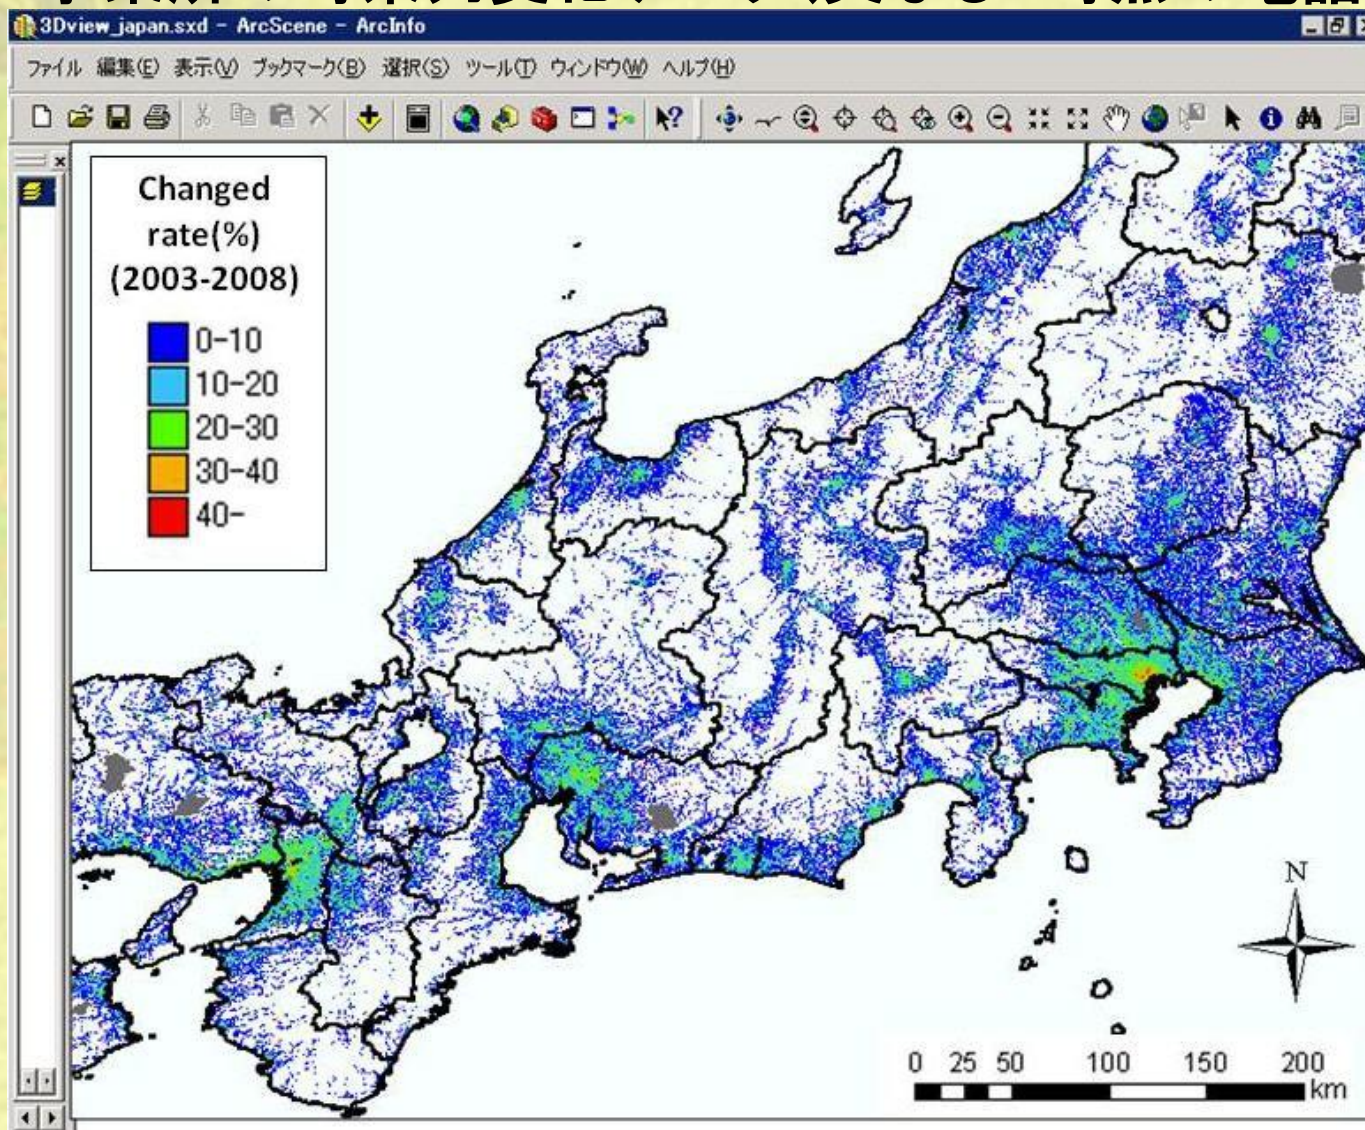 3Dview_japan.sxd - ArcScene - ArcInfo
ファイル 編集(E) 表示(V) ブックマーク(B) 選択(S) ツール(T) ウィンドウ(W) ヘルプ(H)
Changed
rate(%)
(2003-2008)
0-10
10-20
20-30
30-40
40-
N
0 25 50 100 150 200
km